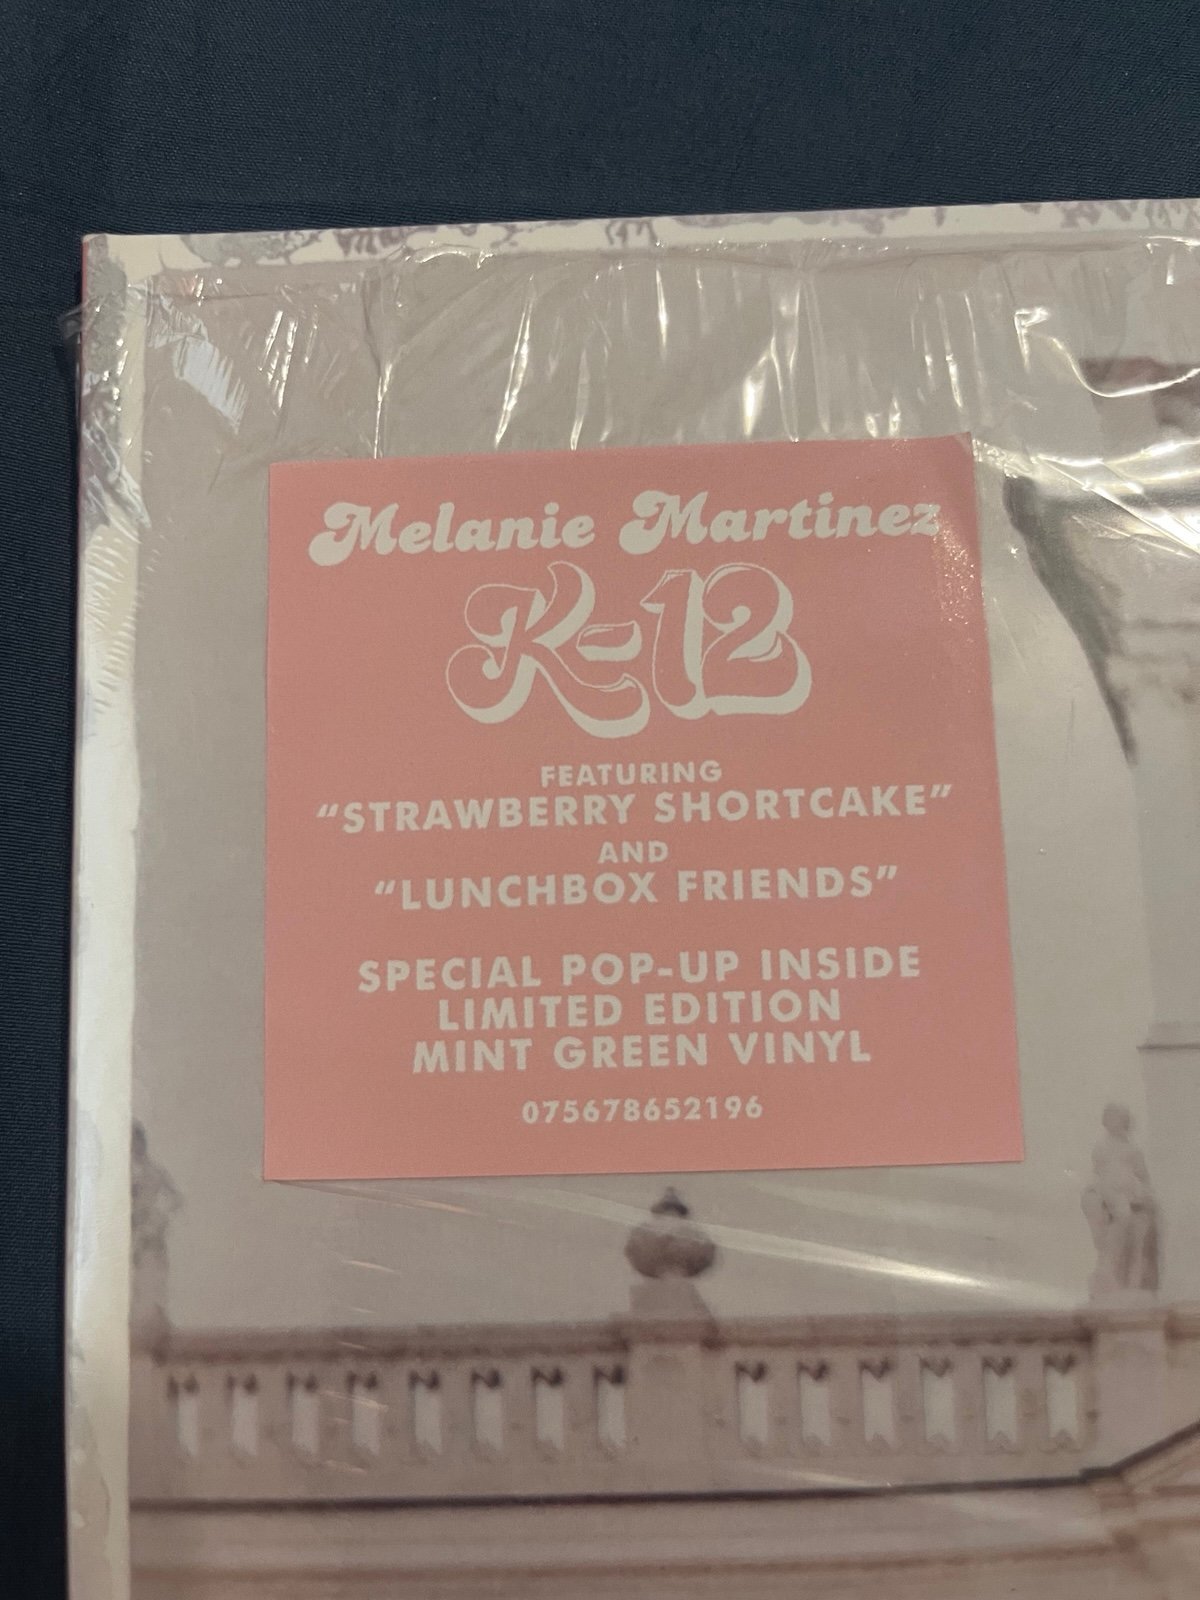 Melanie Martinez
K-12
FEATURING
“STRAWBERRY SHORTCAKE”
AND
“LUNCHBOX FRIENDS”
SPECIAL POP-UP INSIDE
LIMITED EDITION
MINT GREEN VINYL
075678652196